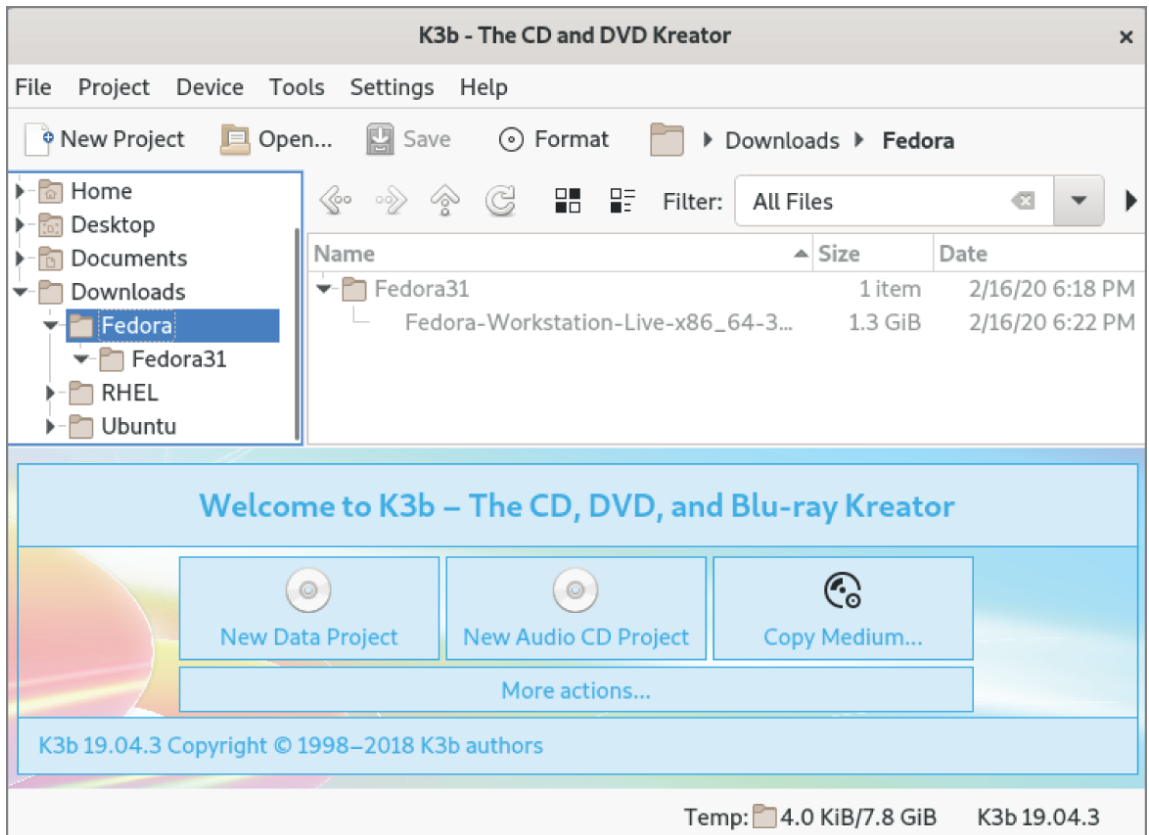 K3b - The CD and DVD Kreator ×
File Project Device Tools Settings Help
New Project Open... Save Format Downloads Fedora
Home
Desktop
Documents
Downloads
Fedora
Fedora31
RHEL
Ubuntu
Filter: All Files
Name Size Date
Fedora31 1 item 2/16/20 6:18 PM
Fedora-Workstation-Live-x86_64-3... 1.3 GiB 2/16/20 6:22 PM
Welcome to K3b – The CD, DVD, and Blu-ray Kreator
New Data Project New Audio CD Project Copy Medium...
More actions...
K3b 19.04.3 Copyright © 1998–2018 K3b authors
Temp: 4.0 KiB/7.8 GiB K3b 19.04.3